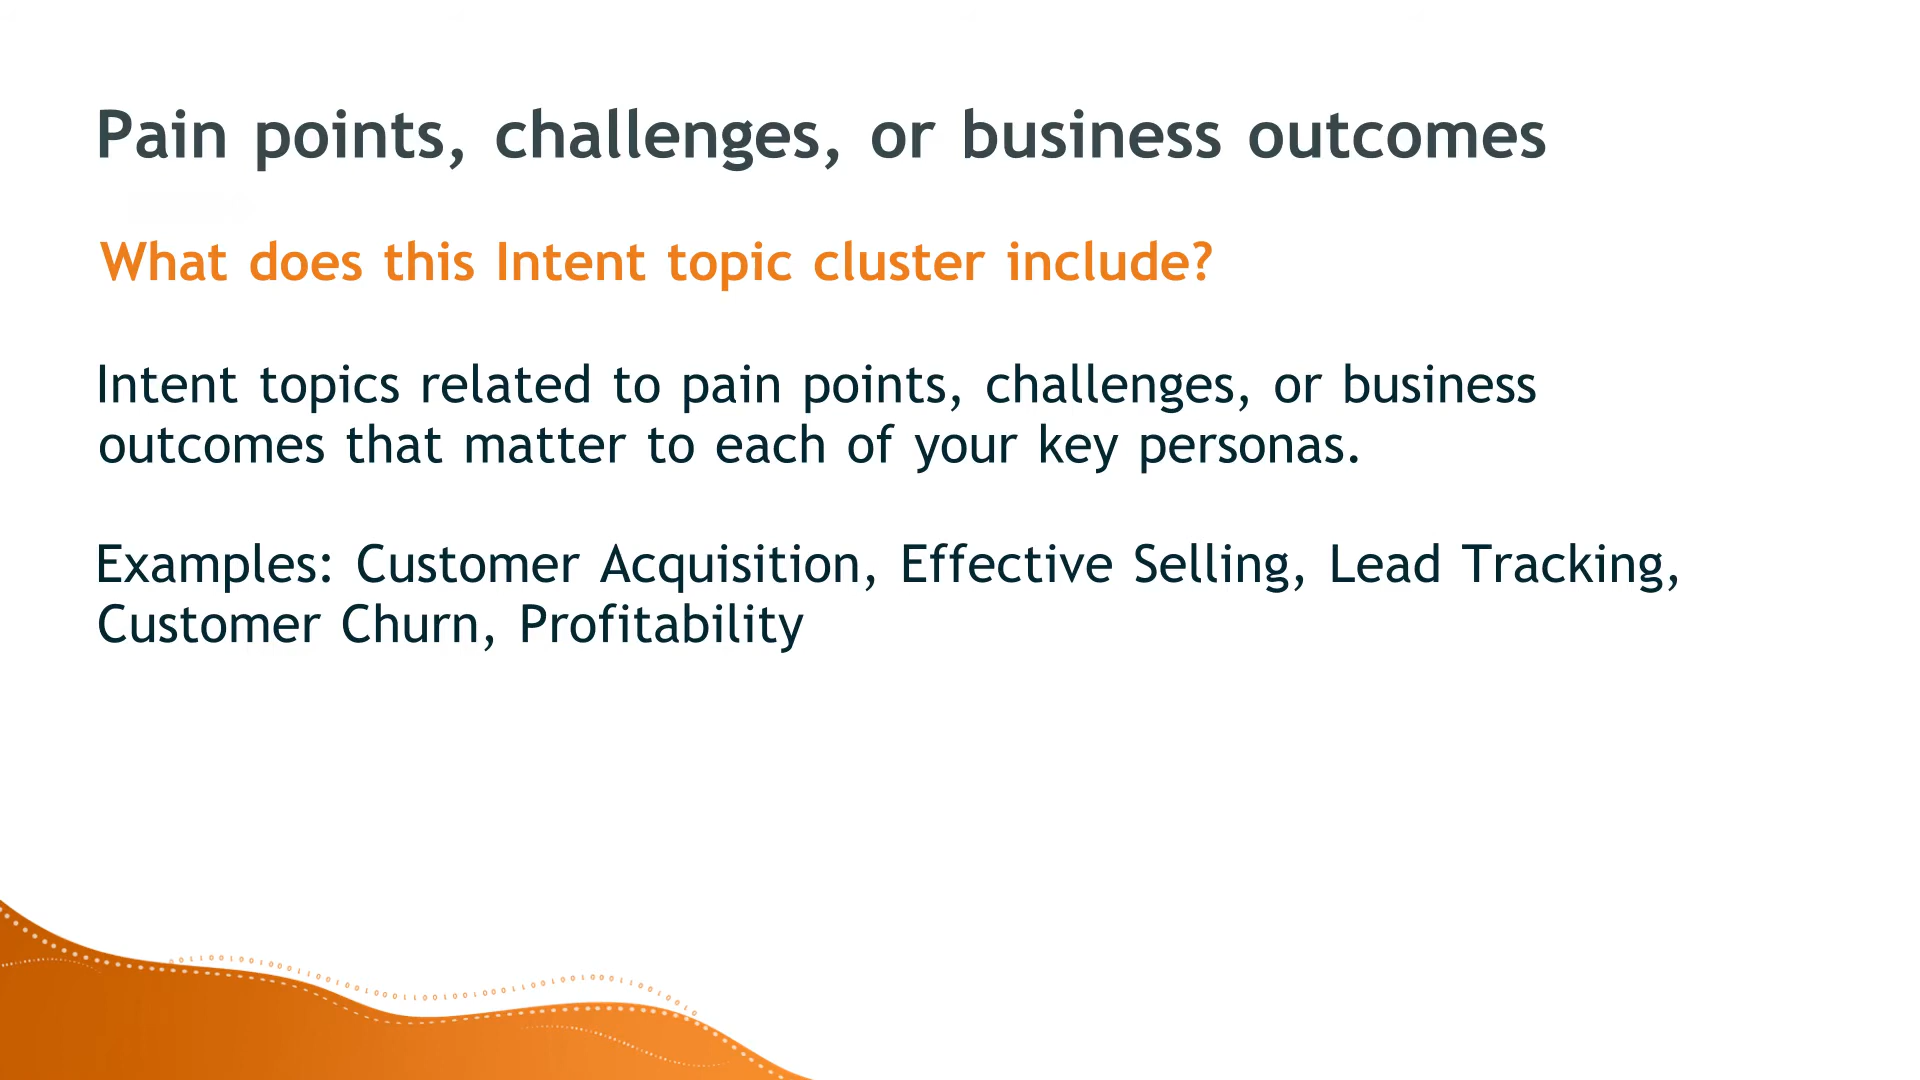 Pain points, challenges, or business outcomes
What does this Intent topic cluster include?
Intent topics related to pain points, challenges, or business
outcomes that matter to each of your key personas.
Examples: Customer Acquisition, Effective Selling, Lead Tracking,
Customer Churn, Profitability